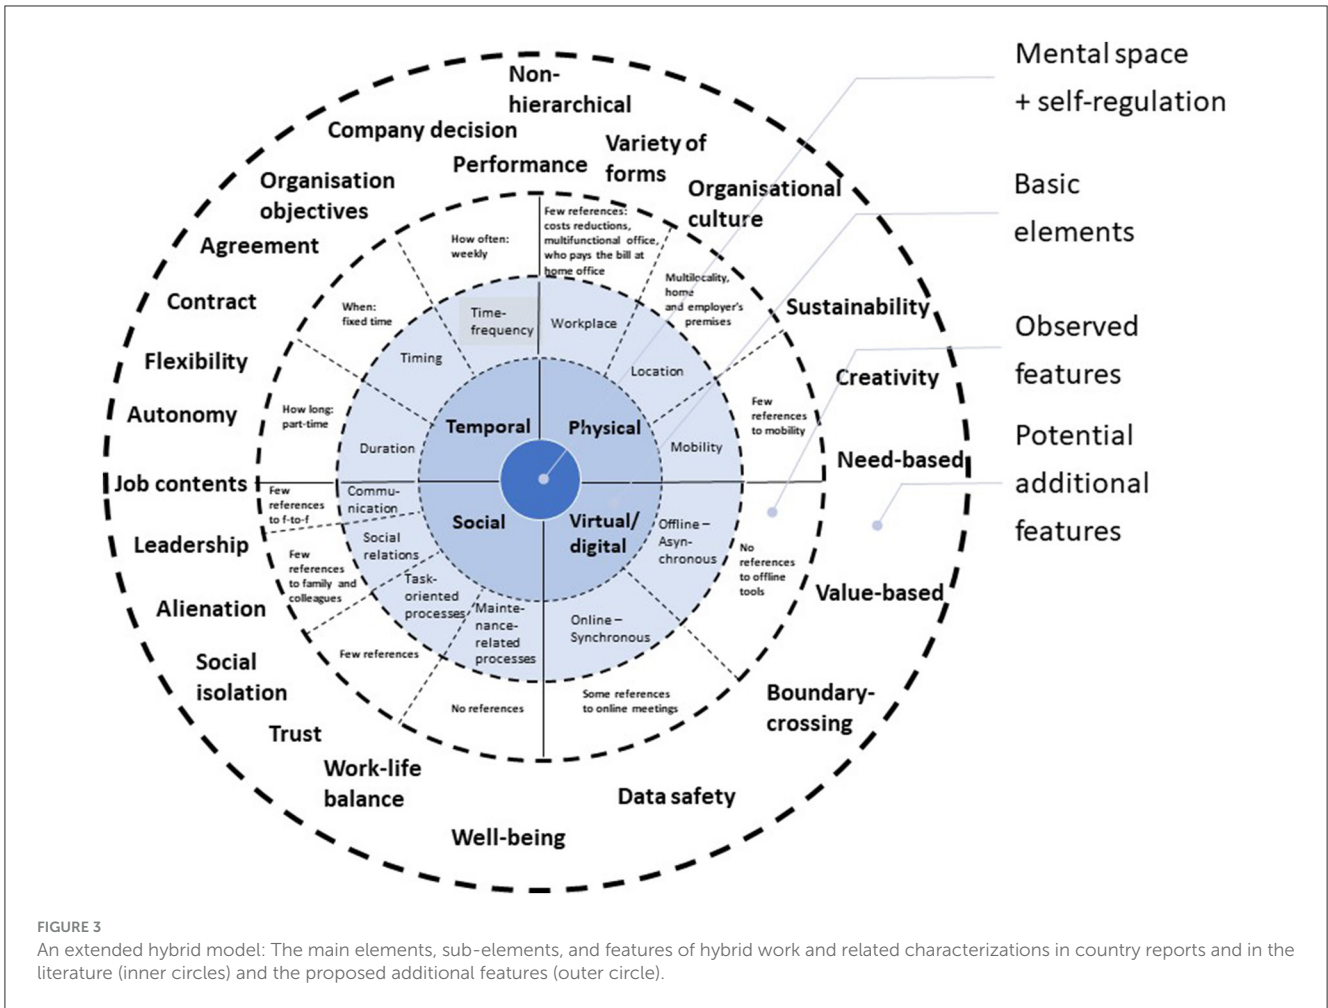 Non-
hierarchical
Company decision
Performance
Variety of
forms
Organisation
objectives
Organisational
culture
Agreement
Contract
Flexibility
Autonomy
Job contents
Leadership
Alienation
Social
isolation
Trust
Work-life
balance
Well-being
Data safety
Boundary-
crossing
Value-based
Need-based
Creativity
Sustainability
How often:
weekly
Few references:
costs reductions,
multifunctional office,
who pays the bill at
home office
When:
fixed time
Multilocality,
home
and employer's
premises
How long:
part-time
Few
references
to mobility
Few
references
to f-to-f
Few
references
to family and
colleagues
Few references
No references
Some references
to online meetings
No
references
to offline
tools
Time-
frequency
Workplace
Timing
Location
Duration
Mobility
Commu-
nication
Social
relations
Task-
oriented
processes
Mainte-
nance-
related
processes
Online –
Synchronous
Offline –
Asyn-
chronous
Temporal
Physical
Social
Virtual/
digital
Mental space
+ self-regulation
Basic
elements
Observed
features
Potential
additional
features
FIGURE 3
An extended hybrid model: The main elements, sub-elements, and features of hybrid work and related characterizations in country reports and in the
literature (inner circles) and the proposed additional features (outer circle).